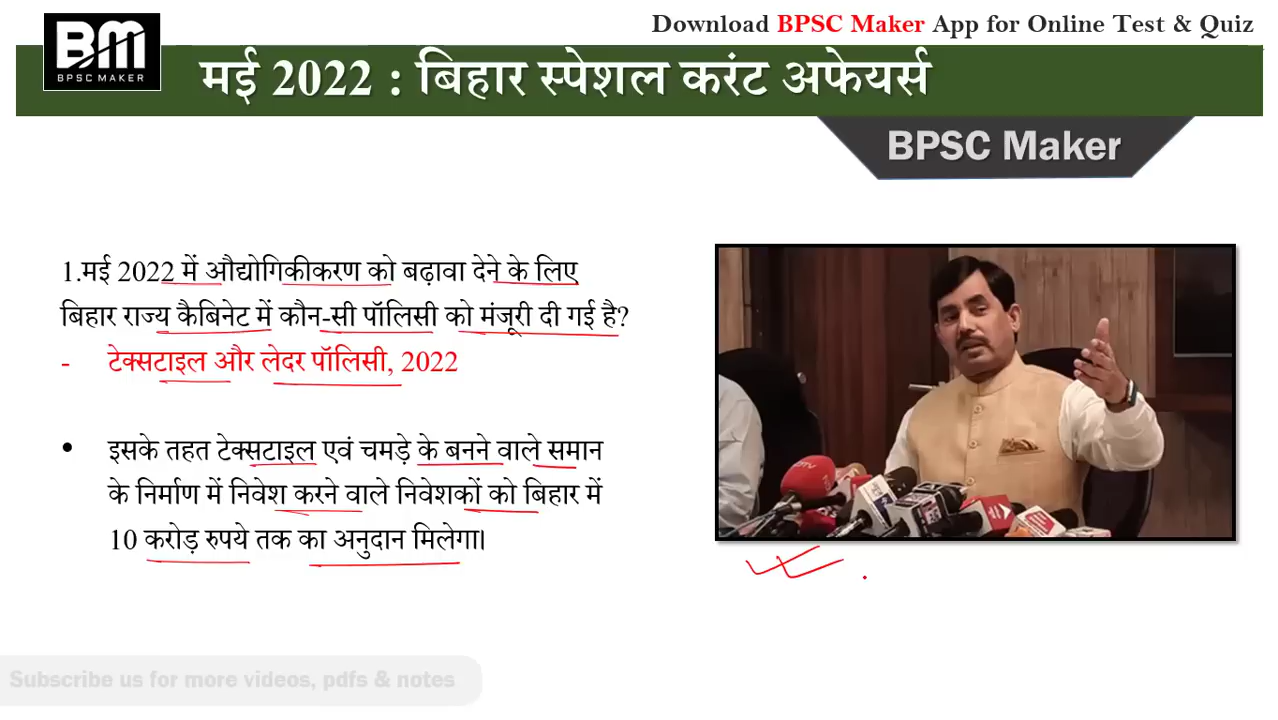 Download BPSC Maker App for Online Test & Quiz
BM
BPSC MAKER
मई 2022 : बिहार स्पेशल करंट अफेयर्स
BPSC Maker
1.मई 2022 में औद्योगिकीकरण को बढ़ावा देने के लिए
बिहार राज्य कैबिनेट में कौन-सी पॉलिसी को मंजूरी दी गई है?
- टेक्सटाइल और लेदर पॉलिसी, 2022
• इसके तहत टेक्सटाइल एवं चमड़े के बनने वाले समान
के निर्माण में निवेश करने वाले निवेशकों को बिहार में
10 करोड़ रुपये तक का अनुदान मिलेगा।
Subscribe us for more videos, pdfs & notes